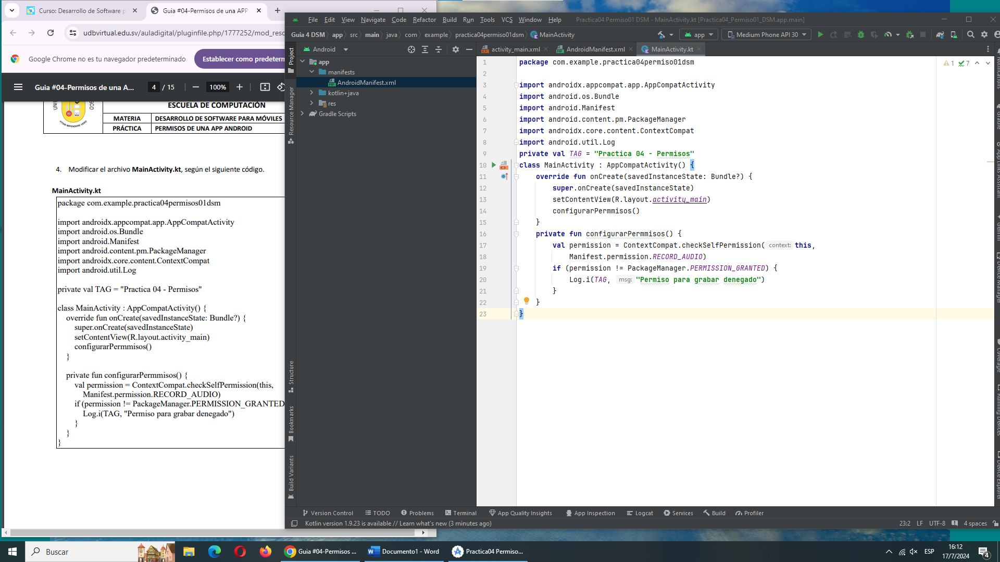 Curso: Desarrollo de Software p
Guia #04-Permisos de una APP
udbvirtual.edu.sv/auladigital/pluginfile.php/1777252/mod_resc
Google Chrome no es tu navegador predeterminado
Establecer como predeterm
Guia #04-Permisos de una A...
4 / 15
100%
ESCUELA DE COMPUTACIÓN
MATERIA DESARROLLO DE SOFTWARE PARA MÓVILES
PRÁCTICA PERMISOS DE UNA APP ANDROID
4. Modificar el archivo MainActivity.kt, según el siguiente código.
MainActivity.kt
package com.example.practica04permisos01dsm
import androidx.appcompat.app.AppCompatActivity
import android.os.Bundle
import android.Manifest
import android.content.pm.PackageManager
import androidx.core.content.ContextCompat
import android.util.Log
private val TAG = "Practica 04 - Permisos"
class MainActivity : AppCompatActivity() {
override fun onCreate(savedInstanceState: Bundle?) {
super.onCreate(savedInstanceState)
setContentView(R.layout.activity_main)
configurarPermmisos()
}
private fun configurarPermmisos() {
val permission = ContextCompat.checkSelfPermission(this,
Manifest.permission.RECORD_AUDIO)
if (permission != PackageManager.PERMISSION_GRANTED
Log.i(TAG, "Permiso para grabar denegado")
}
}
}
File Edit View Navigate Code Refactor Build Run Tools VCS Window Help
Practica04 Permiso01 DSM - MainActivity.kt [Practica04_Permiso01_DSM.app.main]
Guia 4 DSM app src main java com example practica04permiso01dsm MainActivity
app
Medium Phone API 30
Project
Resource Manager
Structure
Bookmarks
Build Variants
Android
app
manifests
AndroidManifest.xml
kotlin+java
res
Gradle Scripts
activity_main.xml AndroidManifest.xml MainActivity.kt
1 7
1 package com.example.practica04permiso01dsm
2
3 import androidx.appcompat.app.AppCompatActivity
4 import android.os.Bundle
5 import android.Manifest
6 import android.content.pm.PackageManager
7 import androidx.core.content.ContextCompat
8 import android.util.Log
9 private val TAG = "Practica 04 - Permisos"
10 class MainActivity : AppCompatActivity() {
11 override fun onCreate(savedInstanceState: Bundle?) {
12 super.onCreate(savedInstanceState)
13 setContentView(R.layout.activity_main)
14 configurarPermmisos()
15 }
16 private fun configurarPermmisos() {
17 val permission = ContextCompat.checkSelfPermission( context: this,
18 Manifest.permission.RECORD_AUDIO)
19 if (permission != PackageManager.PERMISSION_GRANTED) {
20 Log.i(TAG, msg: "Permiso para grabar denegado")
21 }
22 }
23 }
Notifications
Gradle
App Links Assistant
Gemini
Device Manager
Coverage
Running Devices
Device Explorer
Version Control TODO Problems Terminal App Quality Insights App Inspection Logcat Services Build Profiler
Kotlin version 1.9.23 is available // Learn what's new (3 minutes ago)
23:2 LF UTF-8 4 spaces
Buscar
Guia #04-Permisos ...
Documento1 - Word
Practica04 Permiso...
ESP
16:12
17/7/2024
4